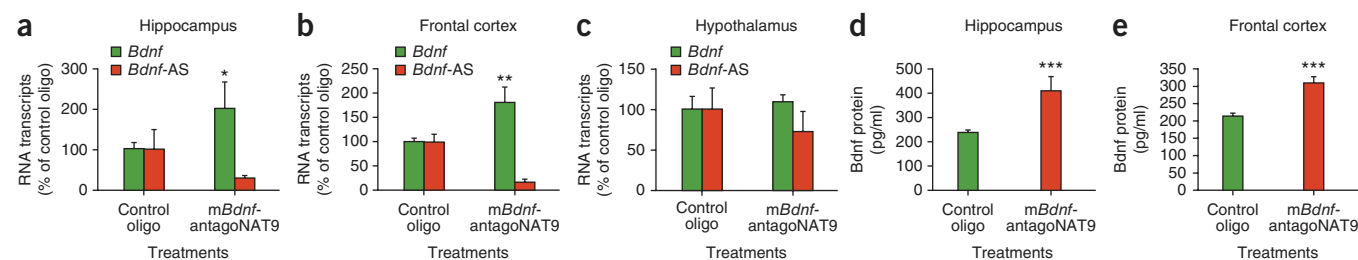 a
Hippocampus
Bdnf
Bdnf-AS
RNA transcripts
(% of control oligo)
300
200
100
0
*
Control
oligo
mBdnf-
antagoNAT9
Treatments
b
Frontal cortex
Bdnf
Bdnf-AS
RNA transcripts
(% of control oligo)
250
200
150
100
50
0
**
Control
oligo
mBdnf-
antagoNAT9
Treatments
c
Hypothalamus
Bdnf
Bdnf-AS
RNA transcripts
(% of control oligo)
150
100
50
0
Control
oligo
mBdnf-
antagoNAT9
Treatments
d
Hippocampus
Bdnf protein
(pg/ml)
500
400
300
200
100
0
***
Control
oligo
mBdnf-
antagoNAT9
Treatments
e
Frontal cortex
Bdnf protein
(pg/ml)
350
300
250
200
150
100
50
0
***
Control
oligo
mBdnf-
antagoNAT9
Treatments